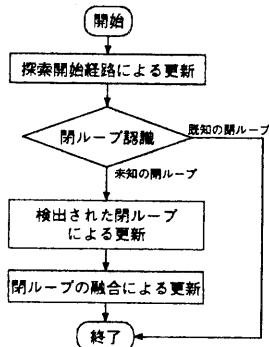 開始
探索開始経路による更新
閉ループ認識
既知の閉ループ
未知の閉ループ
検出された閉ループ
による更新
閉ループの融合による更新
終了